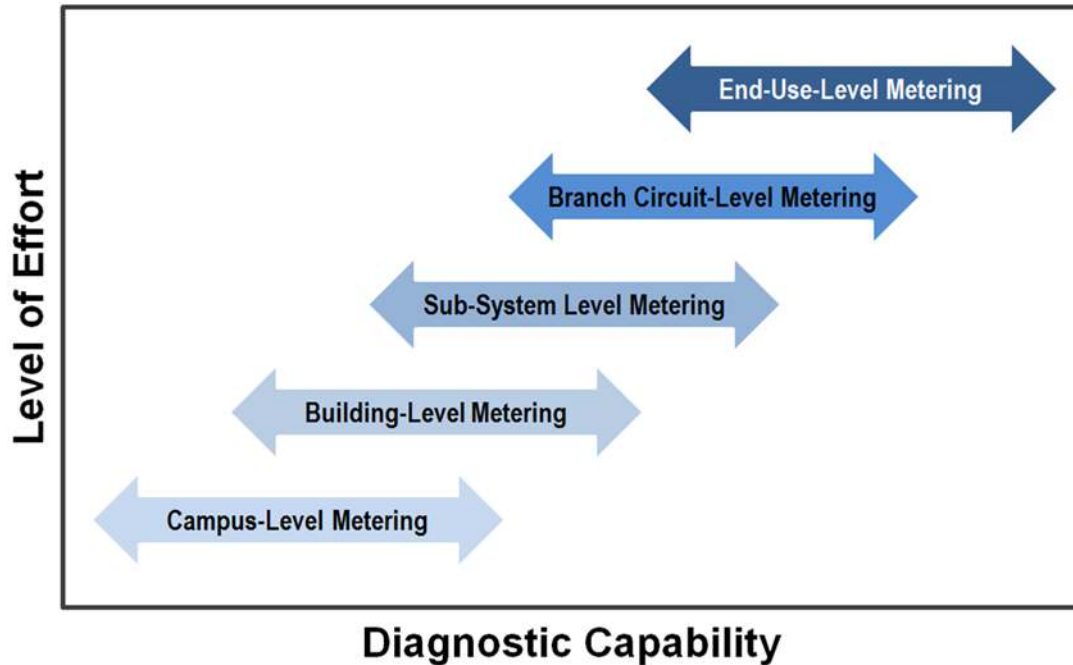 End-Use-Level Metering
Branch Circuit-Level Metering
Sub-System Level Metering
Building-Level Metering
Campus-Level Metering
Level of Effort
Diagnostic Capability